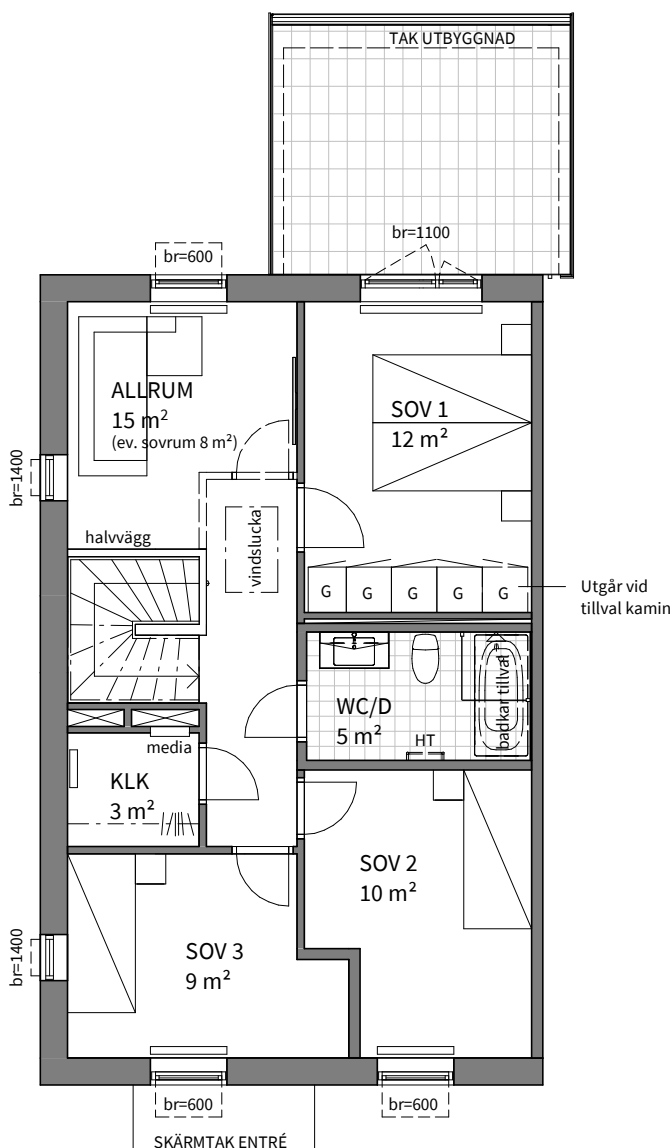 TAK UTBYGGNAD
br=600
br=1100
ALLRUM
15 m²
(ev. sovrum 8 m²)
SOV 1
12 m²
br=1400
halvvägg
vindslucka
G G G G G
Utgår vid
tillval kamin
WC/D
5 m²
HT
badkar tillval
media
KLK
3 m²
SOV 2
10 m²
SOV 3
9 m²
br=1400
br=600
br=600
SKÄRMTAK ENTRÉ